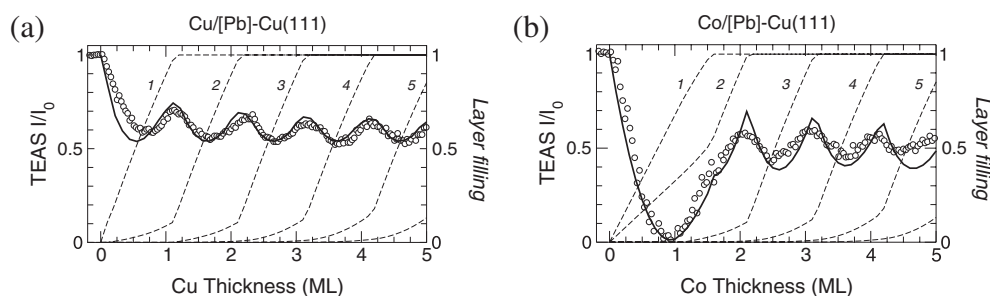 (a)
Cu/[Pb]-Cu(111)
TEAS I/I0
1
0.5
0
1 2 3 4 5
1
0.5
0
Layer filling
0 1 2 3 4 5
Cu Thickness (ML)
(b)
Co/[Pb]-Cu(111)
TEAS I/I0
1
0.5
0
1 2 3 4 5
1
0.5
0
Layer filling
0 1 2 3 4 5
Co Thickness (ML)